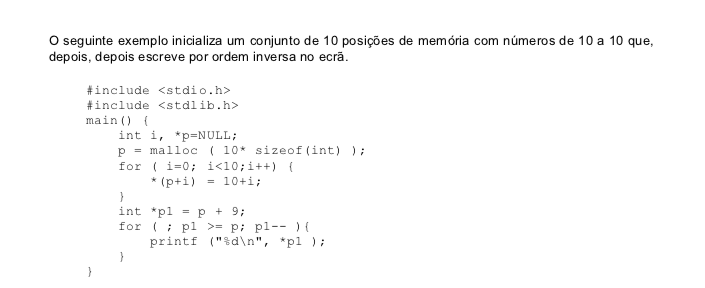 O seguinte exemplo inicializa um conjunto de 10 posições de memória com números de 10 a 10 que,
depois, depois escreve por ordem inversa no ecrã.
#include <stdio.h>
#include <stdlib.h>
main() {
    int i, *p=NULL;
    p = malloc ( 10* sizeof(int) );
    for ( i=0; i<10;i++) {
        *(p+i) = 10+i;
    }
    int *p1 = p + 9;
    for ( ; p1 >= p; p1-- ){
        printf ("%d\n", *p1 );
    }
}